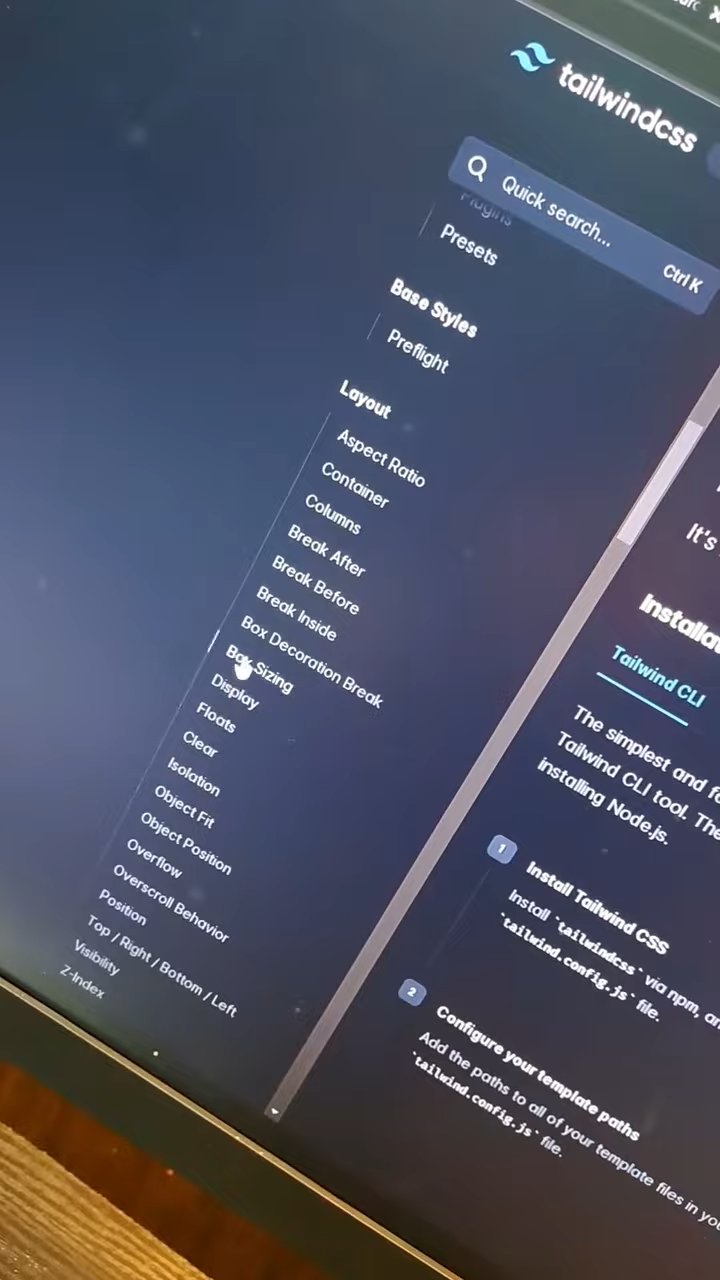 tailwindcss
Quick search...
Ctrl K
Plugins
Presets
Base Styles
Preflight
Layout
Aspect Ratio
Container
Columns
Break After
Break Before
Break Inside
Box Decoration Break
Box Sizing
Display
Floats
Clear
Isolation
Object Fit
Object Position
Overflow
Overscroll Behavior
Position
Top / Right / Bottom / Left
Visibility
Z-Index
It's
Tailwind CLI
The simplest and
Tailwind CLI tool. The
installing Node.js.
1
Install Tailwind CSS
Install `tailwindcss` via npm,
`tailwind.config.js` file.
2
Configure your template paths
Add the paths to all of your template files in
`tailwind.config.js` file.